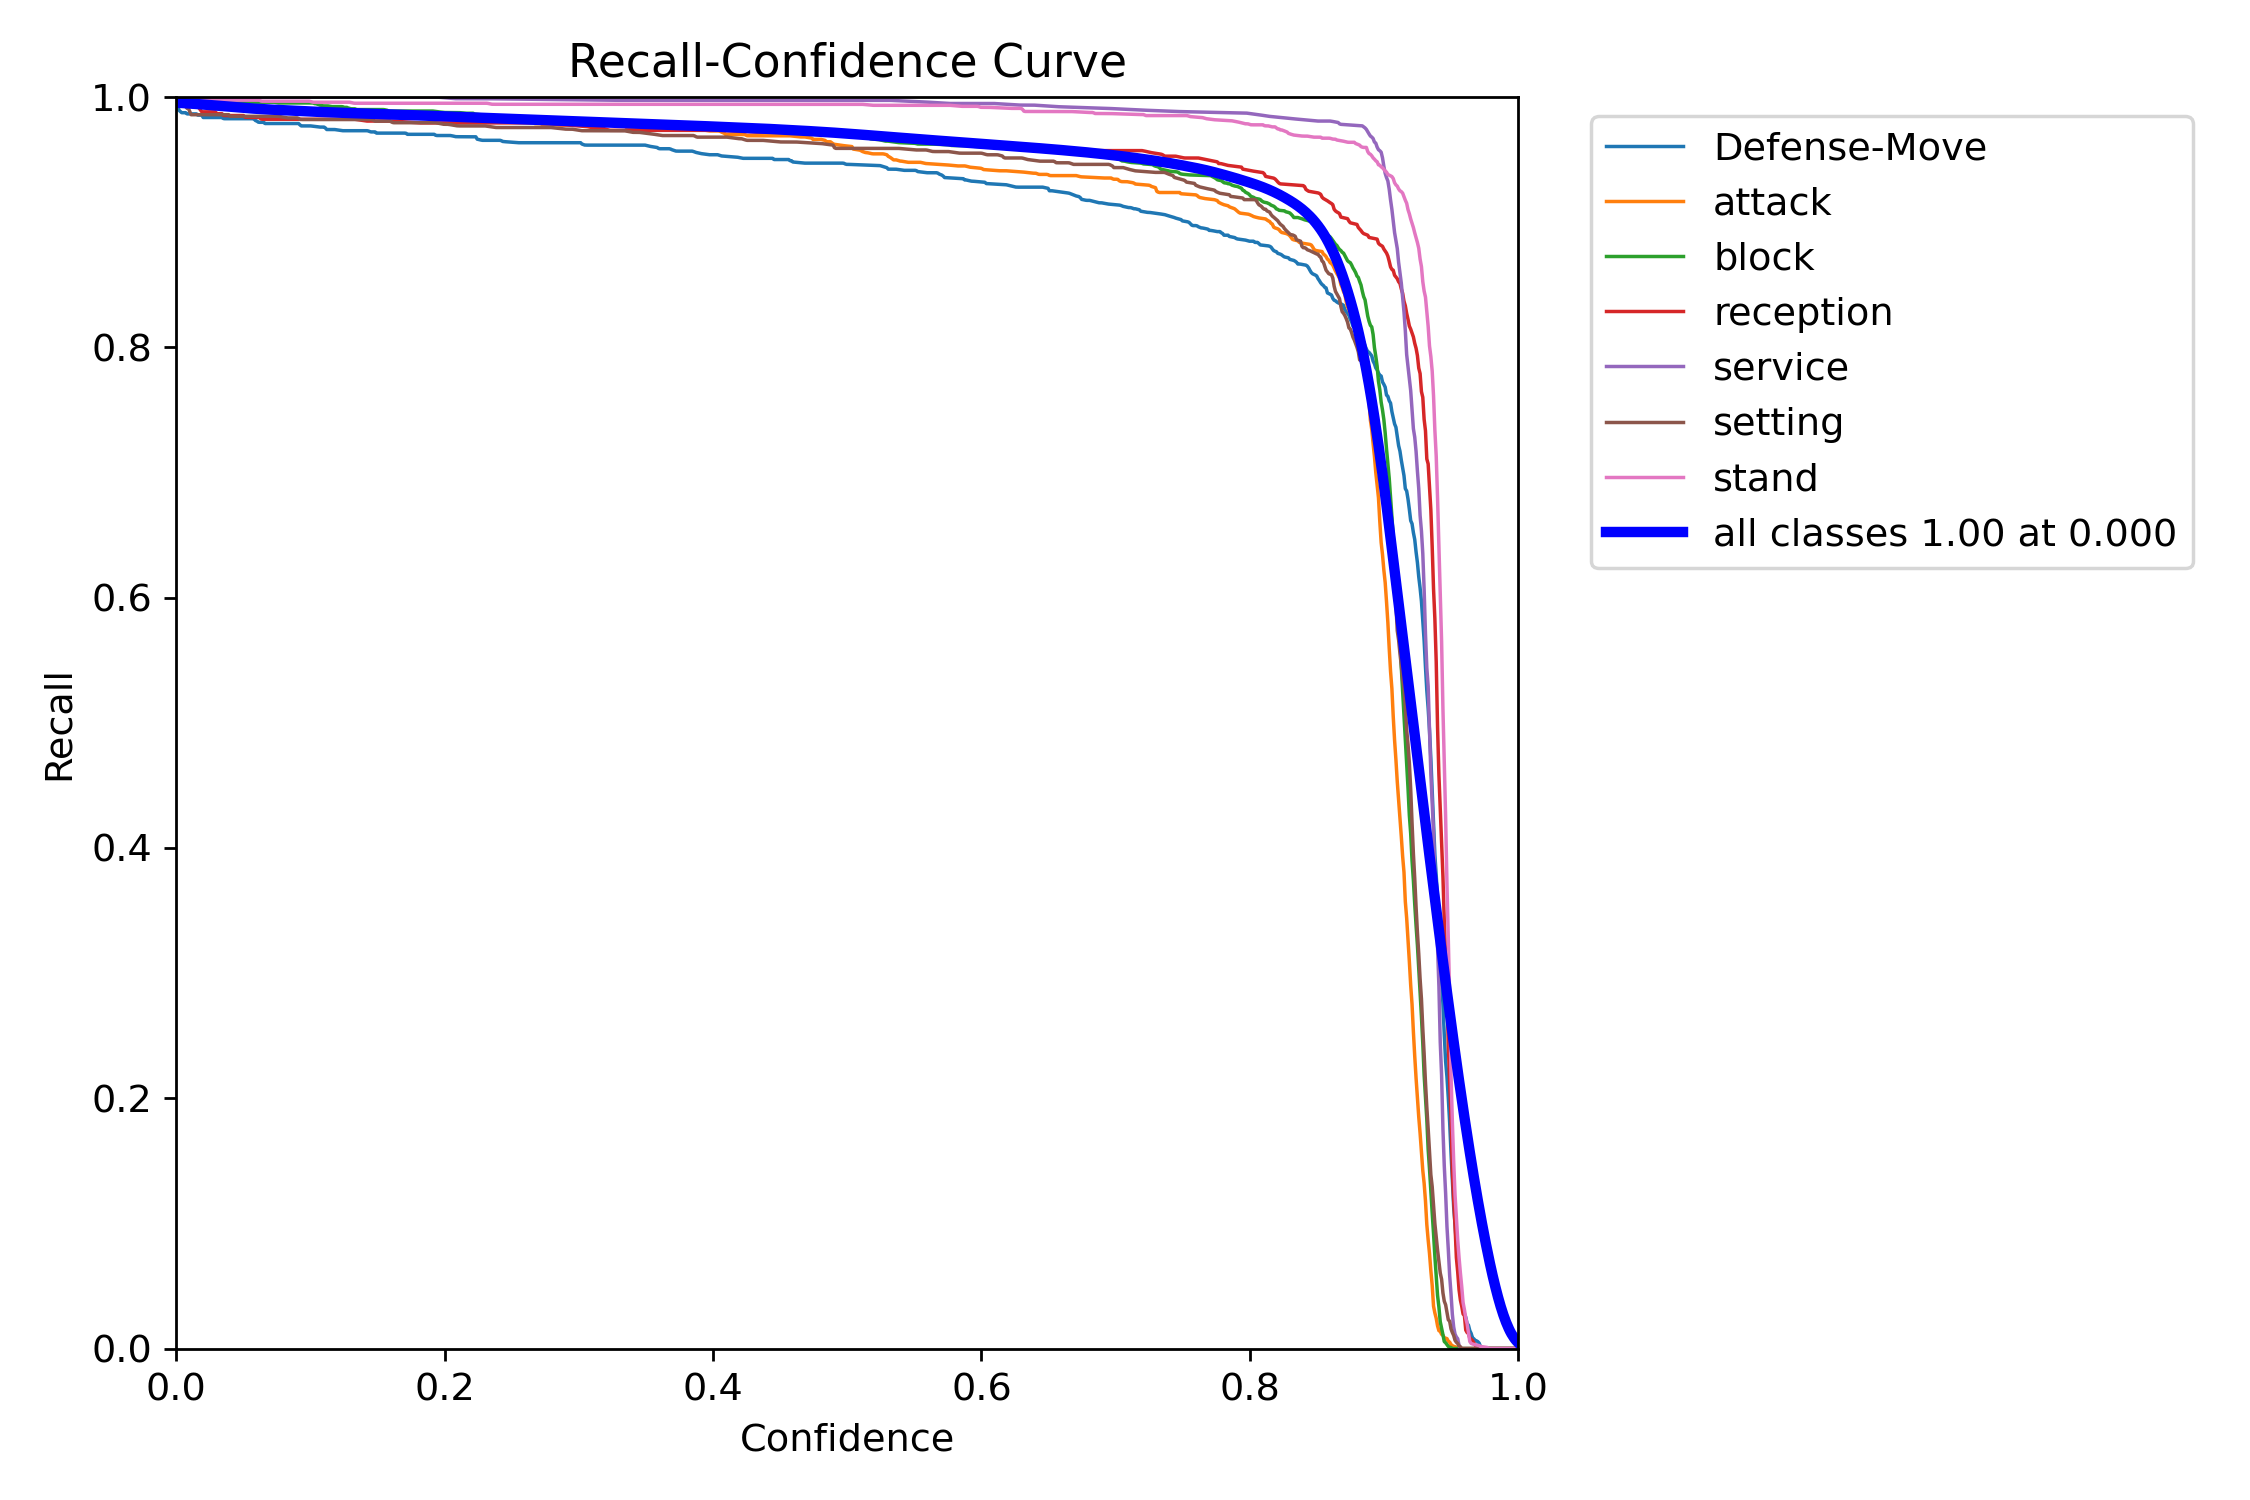 Recall-Confidence Curve
1.0
0.8
0.6
0.4
0.2
0.0
Recall
0.0 0.2 0.4 0.6 0.8 1.0
Confidence
Defense-Move
attack
block
reception
service
setting
stand
all classes 1.00 at 0.000